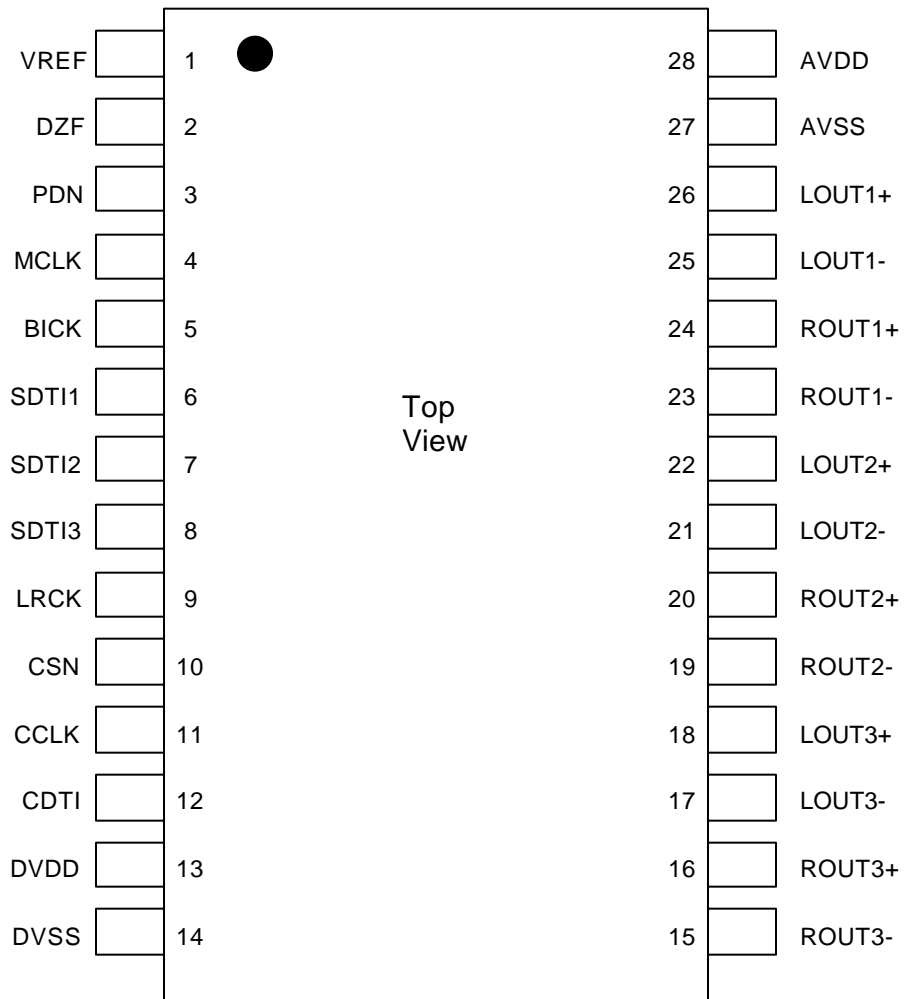 VREF 1 28 AVDD
DZF 2 27 AVSS
PDN 3 26 LOUT1+
MCLK 4 25 LOUT1-
BICK 5 24 ROUT1+
SDTI1 6 23 ROUT1-
Top
View
SDTI2 7 22 LOUT2+
SDTI3 8 21 LOUT2-
LRCK 9 20 ROUT2+
CSN 10 19 ROUT2-
CCLK 11 18 LOUT3+
CDTI 12 17 LOUT3-
DVDD 13 16 ROUT3+
DVSS 14 15 ROUT3-